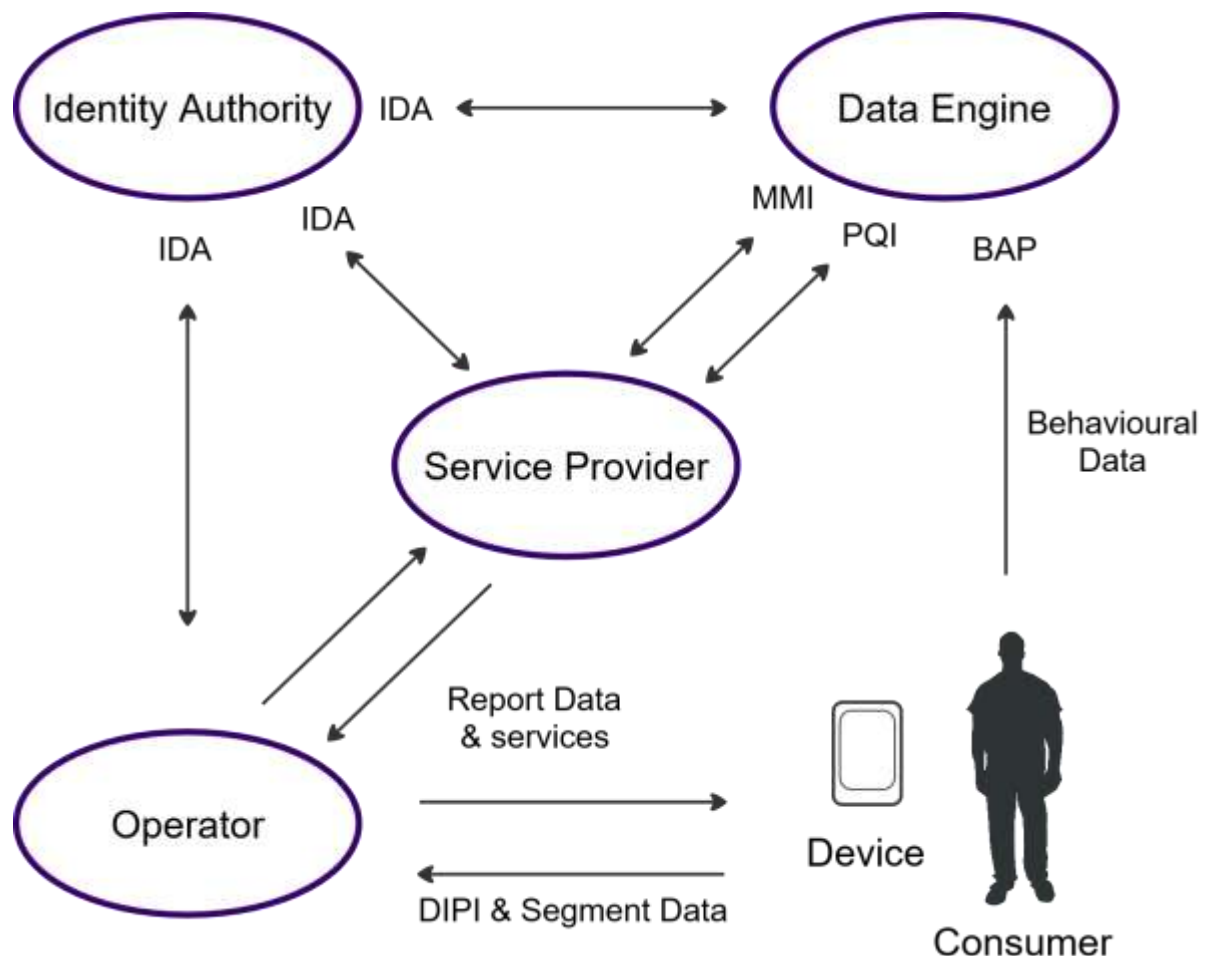 Identity Authority
IDA
Data Engine
IDA
IDA
MMI
PQI
BAP
Service Provider
Behavioural
Data
Report Data
& services
Operator
Device
DIPI & Segment Data
Consumer